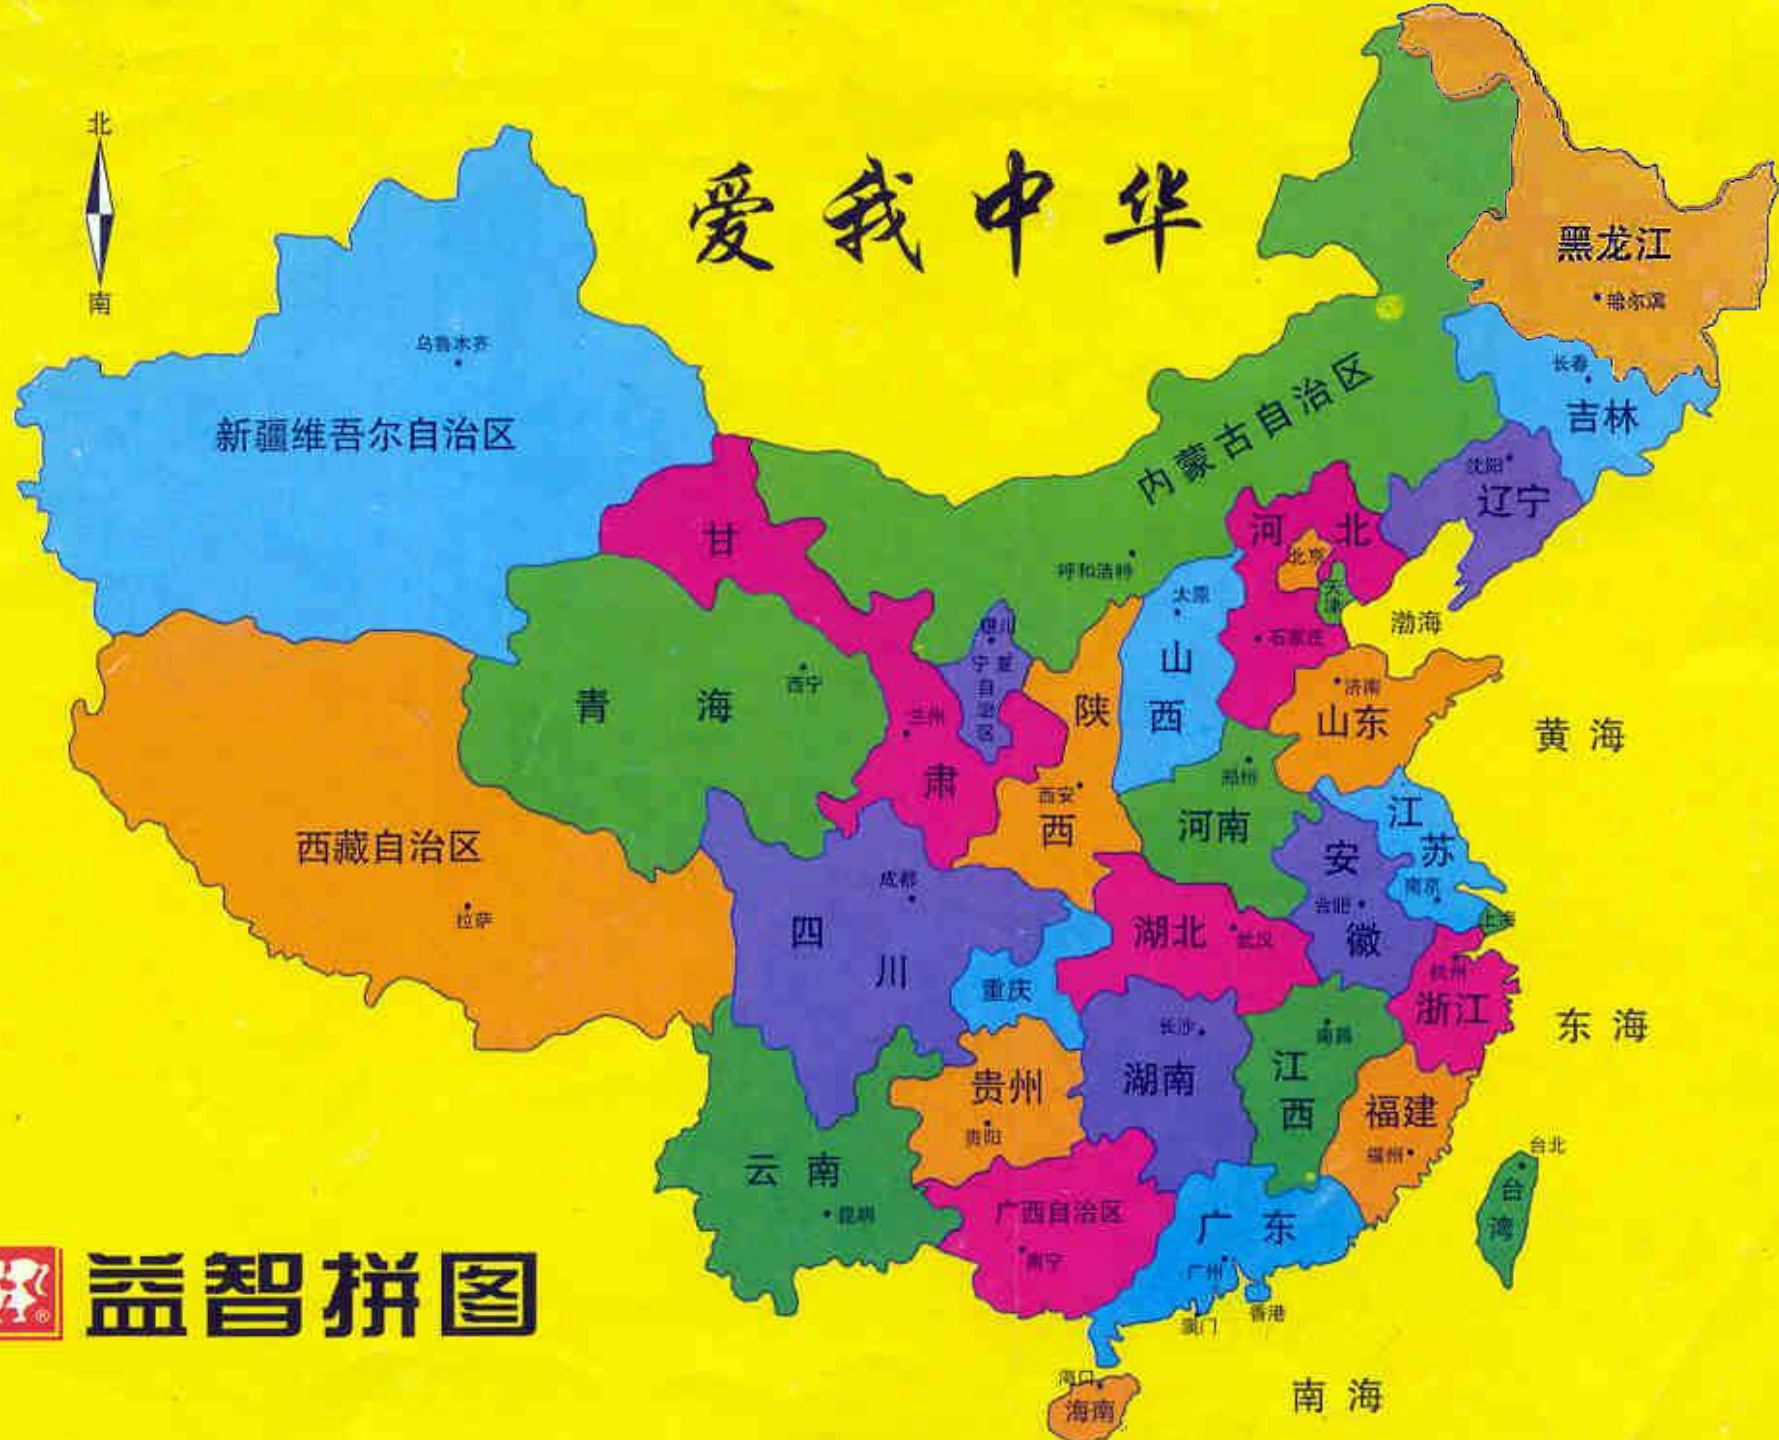 北
南
爱我中华
黑龙江
哈尔滨
乌鲁木齐
新疆维吾尔自治区
内蒙古自治区
呼和浩特
长春
吉林
沈阳
辽宁
甘
肃
兰州
河北
北京
天津
石家庄
渤海
银川
宁夏自治区
太原
山西
陕西
西安
青海
西宁
济南
山东
黄海
郑州
河南
江苏
南京
安徽
合肥
上海
西藏自治区
拉萨
成都
四川
重庆
湖北
武汉
杭州
浙江
东海
长沙
湖南
南昌
江西
贵州
贵阳
福建
福州
台北
台湾
云南
昆明
广西自治区
南宁
广东
广州
香港
澳门
海口
海南
南海
益智拼图
®